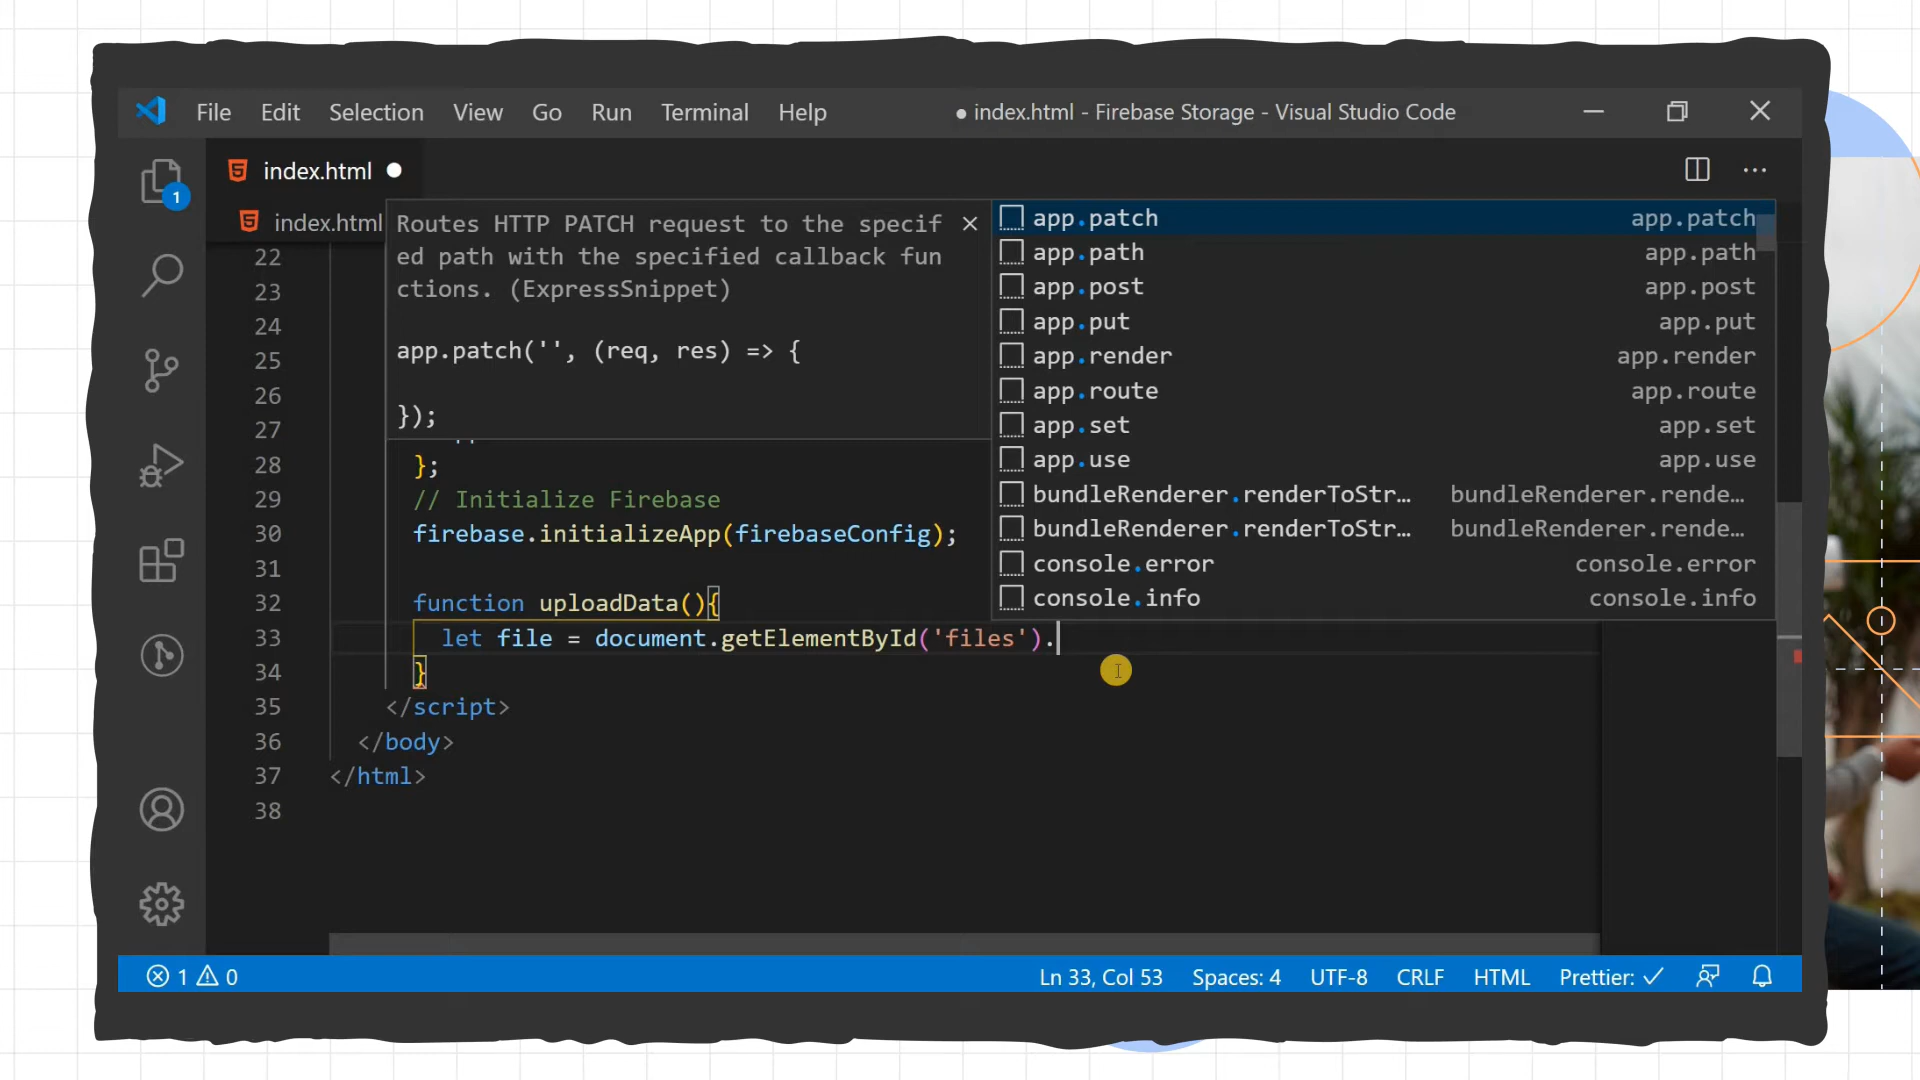 File Edit Selection View Go Run Terminal Help ● index.html - Firebase Storage - Visual Studio Code
1
index.html
index.html
Routes HTTP PATCH request to the specif
ed path with the specified callback fun
ctions. (ExpressSnippet)
app.patch('', (req, res) => {
});
app.patch app.patch
app.path app.path
app.post app.post
app.put app.put
app.render app.render
app.route app.route
app.set app.set
app.use app.use
bundleRenderer.renderToStr… bundleRenderer.rende…
bundleRenderer.renderToStr… bundleRenderer.rende…
console.error console.error
console.info console.info
22
23
24
25
26
27
28 };
29 // Initialize Firebase
30 firebase.initializeApp(firebaseConfig);
31
32 function uploadData(){
33 let file = document.getElementById('files').
34 }
35 </script>
36 </body>
37 </html>
38
1 0 Ln 33, Col 53 Spaces: 4 UTF-8 CRLF HTML Prettier: ✓